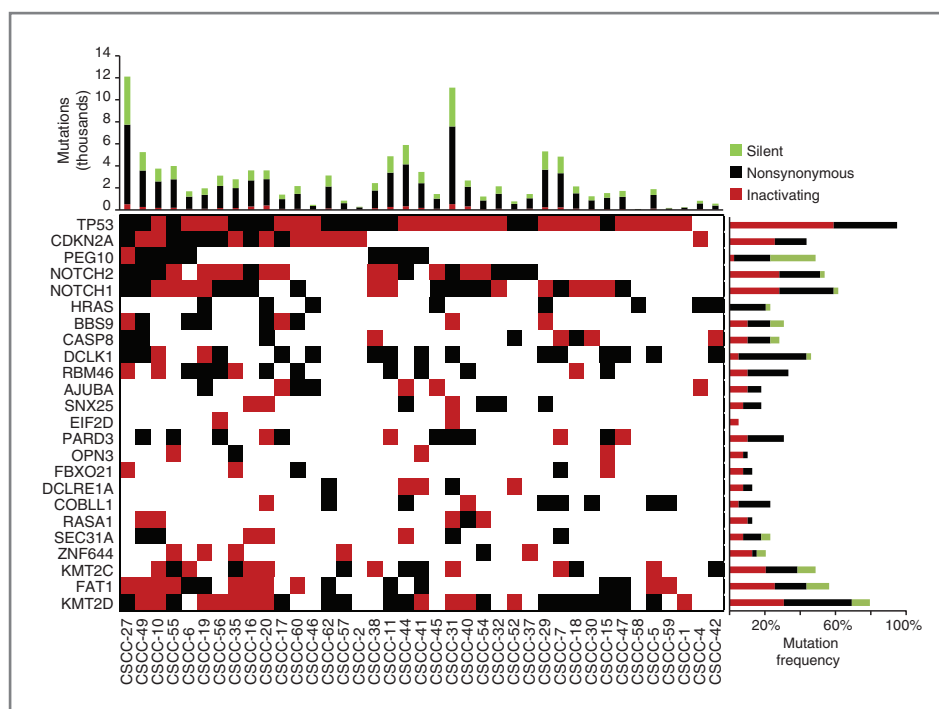 14
12
10
8
6
4
2
0
Mutations
(thousands)
Silent
Nonsynonymous
Inactivating
TP53
CDKN2A
PEG10
NOTCH2
NOTCH1
HRAS
BBS9
CASP8
DCLK1
RBM46
AJUBA
SNX25
EIF2D
PARD3
OPN3
FBXO21
DCLRE1A
COBLL1
RASA1
SEC31A
ZNF644
KMT2C
FAT1
KMT2D
CSCC-27
CSCC-49
CSCC-10
CSCC-55
CSCC-6
CSCC-19
CSCC-56
CSCC-35
CSCC-16
CSCC-20
CSCC-17
CSCC-60
CSCC-46
CSCC-62
CSCC-57
CSCC-2
CSCC-38
CSCC-11
CSCC-44
CSCC-41
CSCC-45
CSCC-31
CSCC-40
CSCC-54
CSCC-32
CSCC-52
CSCC-37
CSCC-29
CSCC-7
CSCC-18
CSCC-30
CSCC-15
CSCC-47
CSCC-58
CSCC-5
CSCC-59
CSCC-1
CSCC-4
CSCC-42
20% 60% 100%
Mutation
frequency